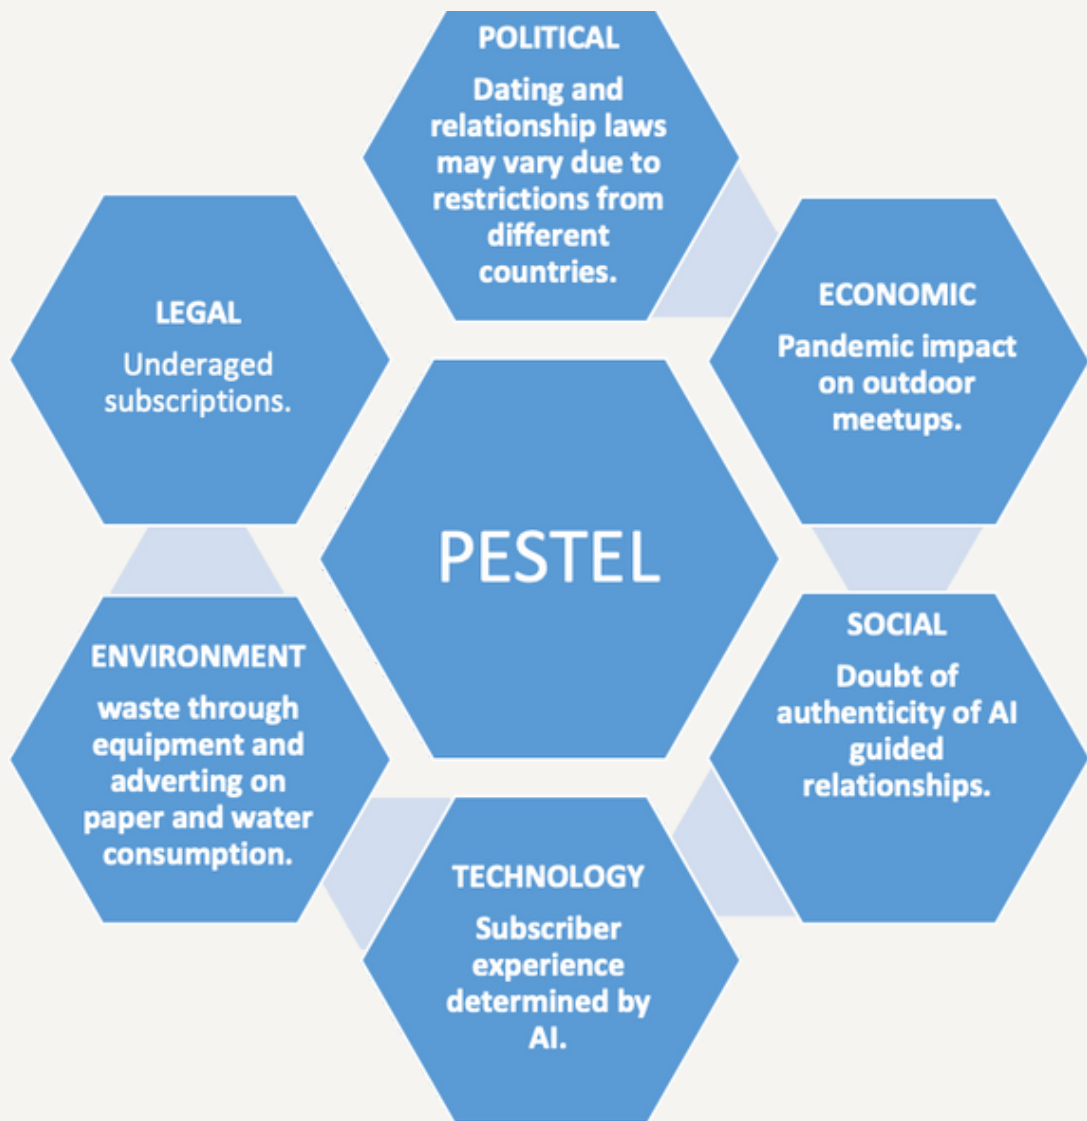 POLITICAL
Dating and
relationship laws
may vary due to
restrictions from
different
countries.
ECONOMIC
Pandemic impact
on outdoor
meetups.
SOCIAL
Doubt of
authenticity of AI
guided
relationships.
TECHNOLOGY
Subscriber
experience
determined by
AI.
ENVIRONMENT
waste through
equipment and
adverting on
paper and water
consumption.
LEGAL
Underaged
subscriptions.
PESTEL